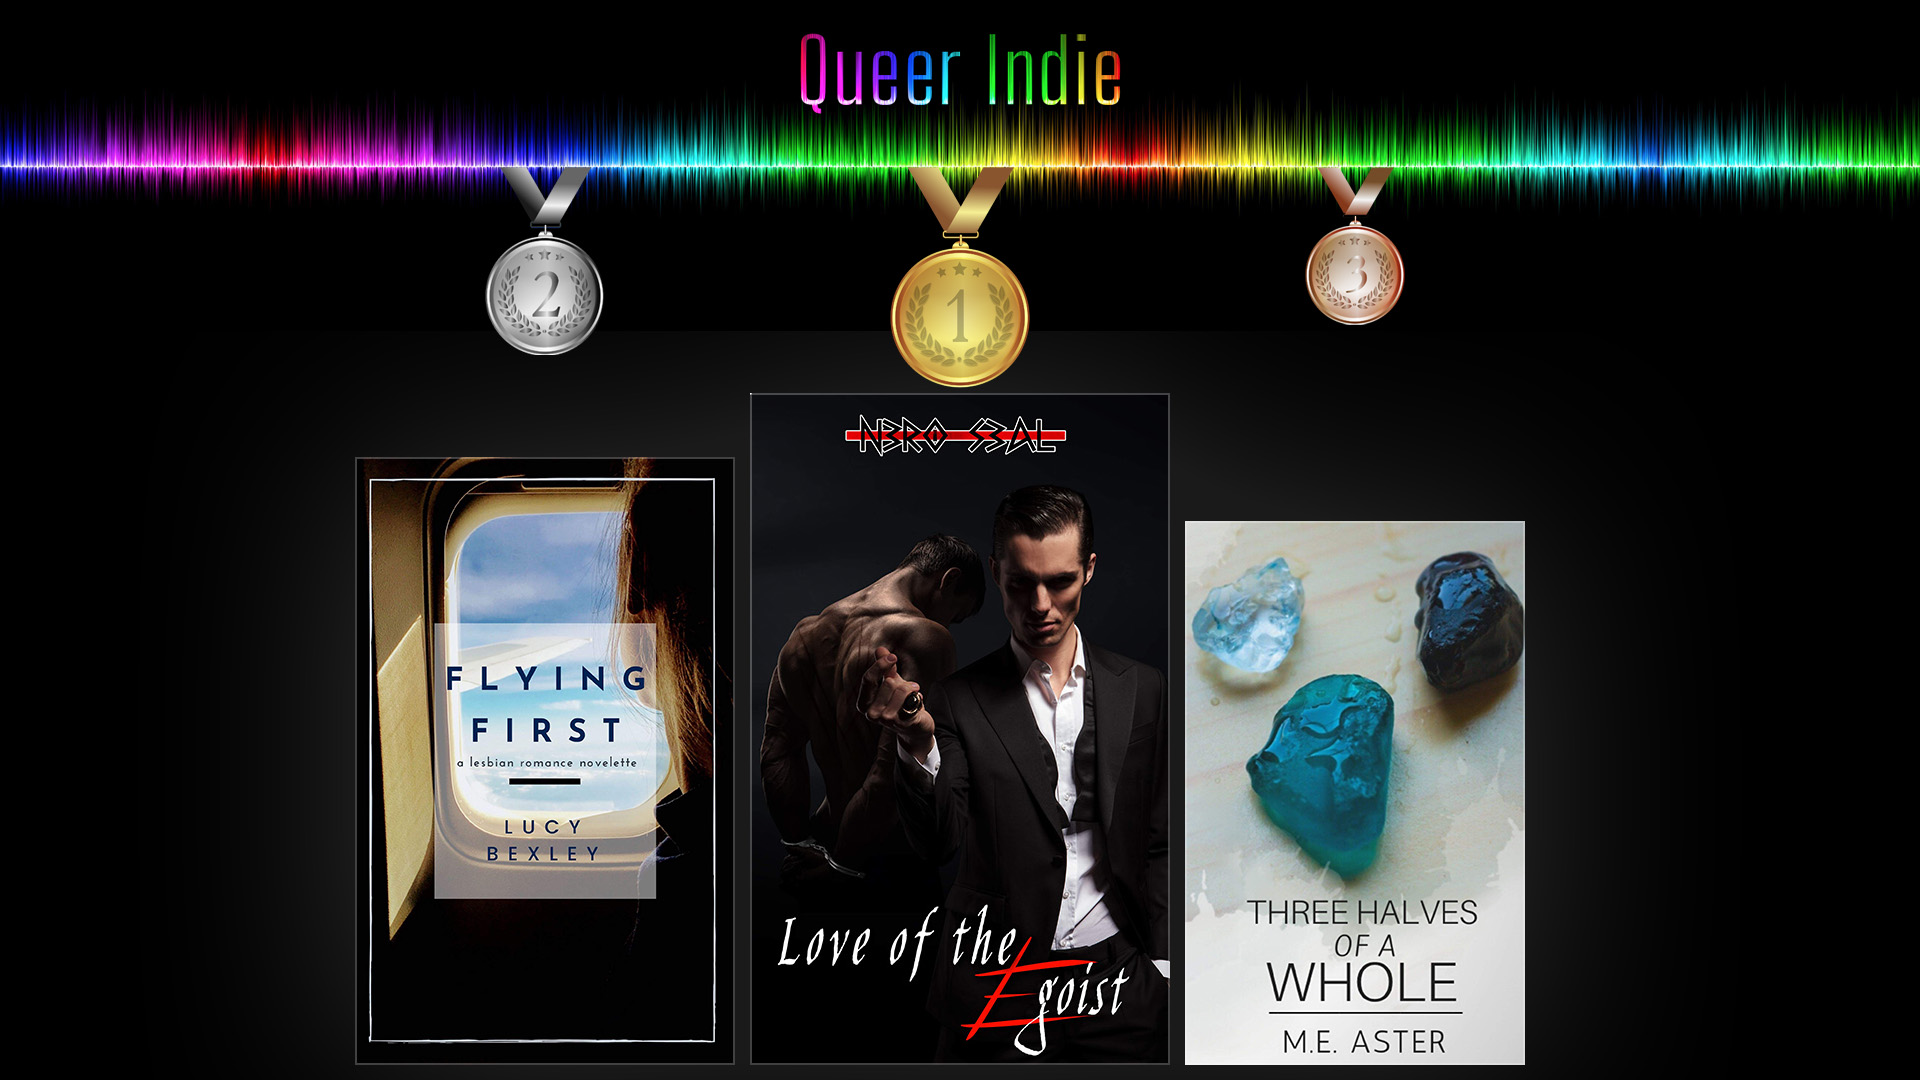 Queer Indie
2
1
3
FLYING
FIRST
a lesbian romance novelette
LUCY
BEXLEY
NERO SEAL
Love of the
Egoist
THREE HALVES
OF A
WHOLE
M.E. ASTER